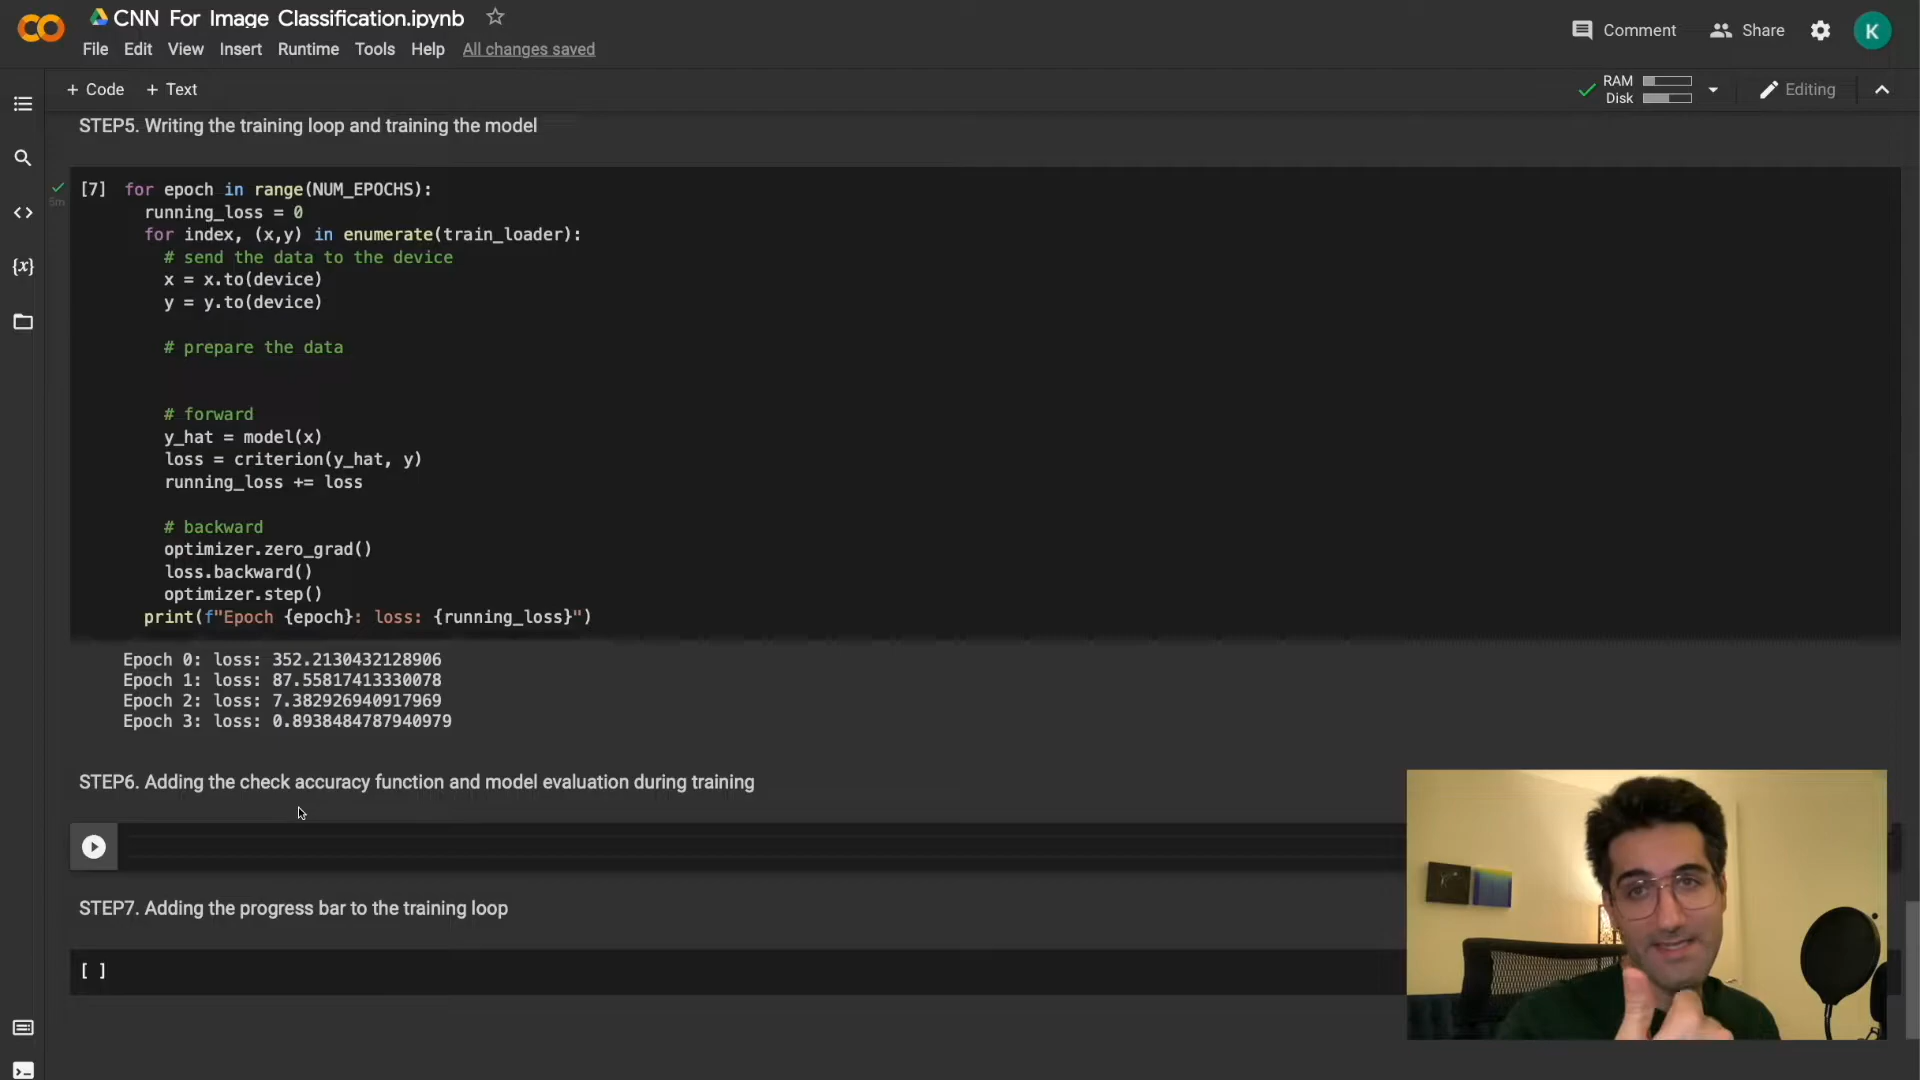 CNN For Image Classification.ipynb
File Edit View Insert Runtime Tools Help All changes saved
Comment Share K
+ Code + Text
RAM
Disk
Editing
STEP5. Writing the training loop and training the model
5m
[7] for epoch in range(NUM_EPOCHS):
running_loss = 0
for index, (x,y) in enumerate(train_loader):
# send the data to the device
x = x.to(device)
y = y.to(device)
# prepare the data
# forward
y_hat = model(x)
loss = criterion(y_hat, y)
running_loss += loss
# backward
optimizer.zero_grad()
loss.backward()
optimizer.step()
print(f"Epoch {epoch}: loss: {running_loss}")
Epoch 0: loss: 352.2130432128906
Epoch 1: loss: 87.55817413330078
Epoch 2: loss: 7.382926940917969
Epoch 3: loss: 0.8938484787940979
STEP6. Adding the check accuracy function and model evaluation during training
STEP7. Adding the progress bar to the training loop
[ ]